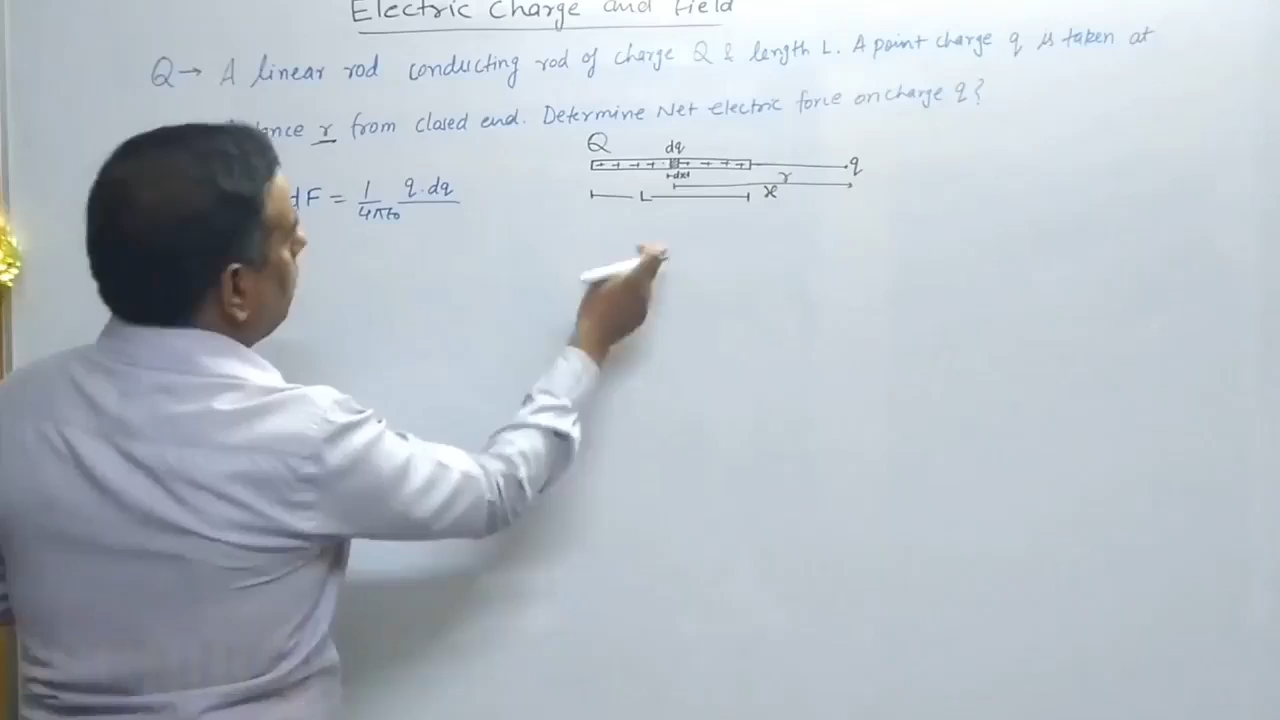 Electric Charge and Field
Q→ A linear rod conducting rod of charge Q & length L. A point charge q is taken at
r from closed end. Determine Net electric force on charge q?
Q
dq
+ + + + + + + +
q
dx
r
x
L
dF = 1/4πε₀ q.dq